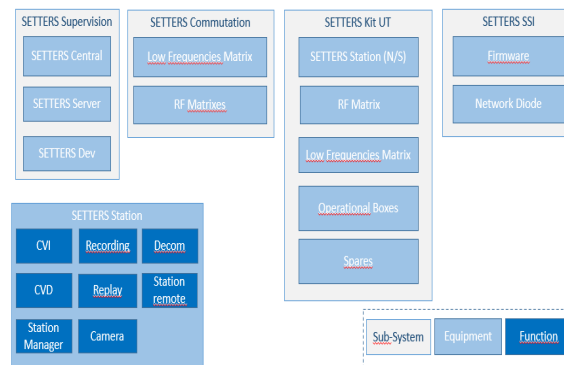 SETTERS Supervision
SETTERS Central
SETTERS Server
SETTERS Dev
SETTERS Commutation
Low Frequencies Matrix
RF Matrixes
SETTERS Kit UT
SETTERS Station (N/S)
RF Matrix
Low Frequencies Matrix
Operational Boxes
Spares
SETTERS SSI
Firmware
Network Diode
SETTERS Station
CVI
Recording
Decom
CVD
Replay
Station
remote
Station
Manager
Camera
Sub-System
Equipment
Function